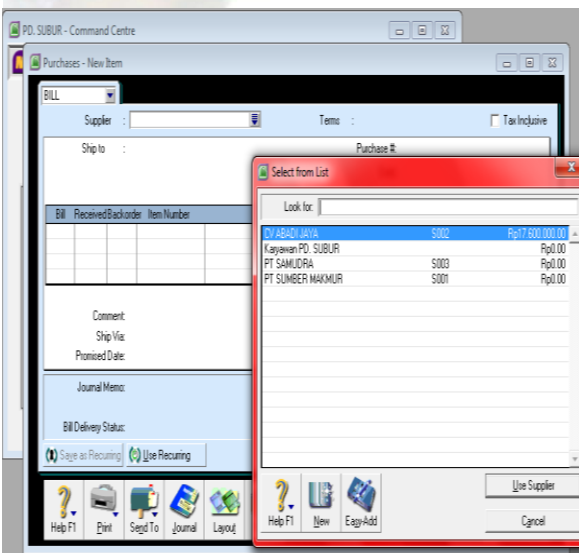 PD. SUBUR - Command Centre
Purchases - New Item
BILL
Supplier :
Terms :
Tax Inclusive
Ship to :
Purchase #:
Select from List
Look for:
CV ABADI JAYA S002 Rp17.600.000.00
Karyawan PD. SUBUR Rp0.00
PT SAMUDRA S003 Rp0.00
PT SUMBER MAKMUR S001 Rp0.00
Bill Received Backorder Item Number
Comment:
Ship Via:
Promised Date:
Journal Memo:
Bill Delivery Status:
Save as Recurring Use Recurring
Help F1 Print Send To Journal Layout
Help F1 New Easy-Add
Use Supplier
Cancel